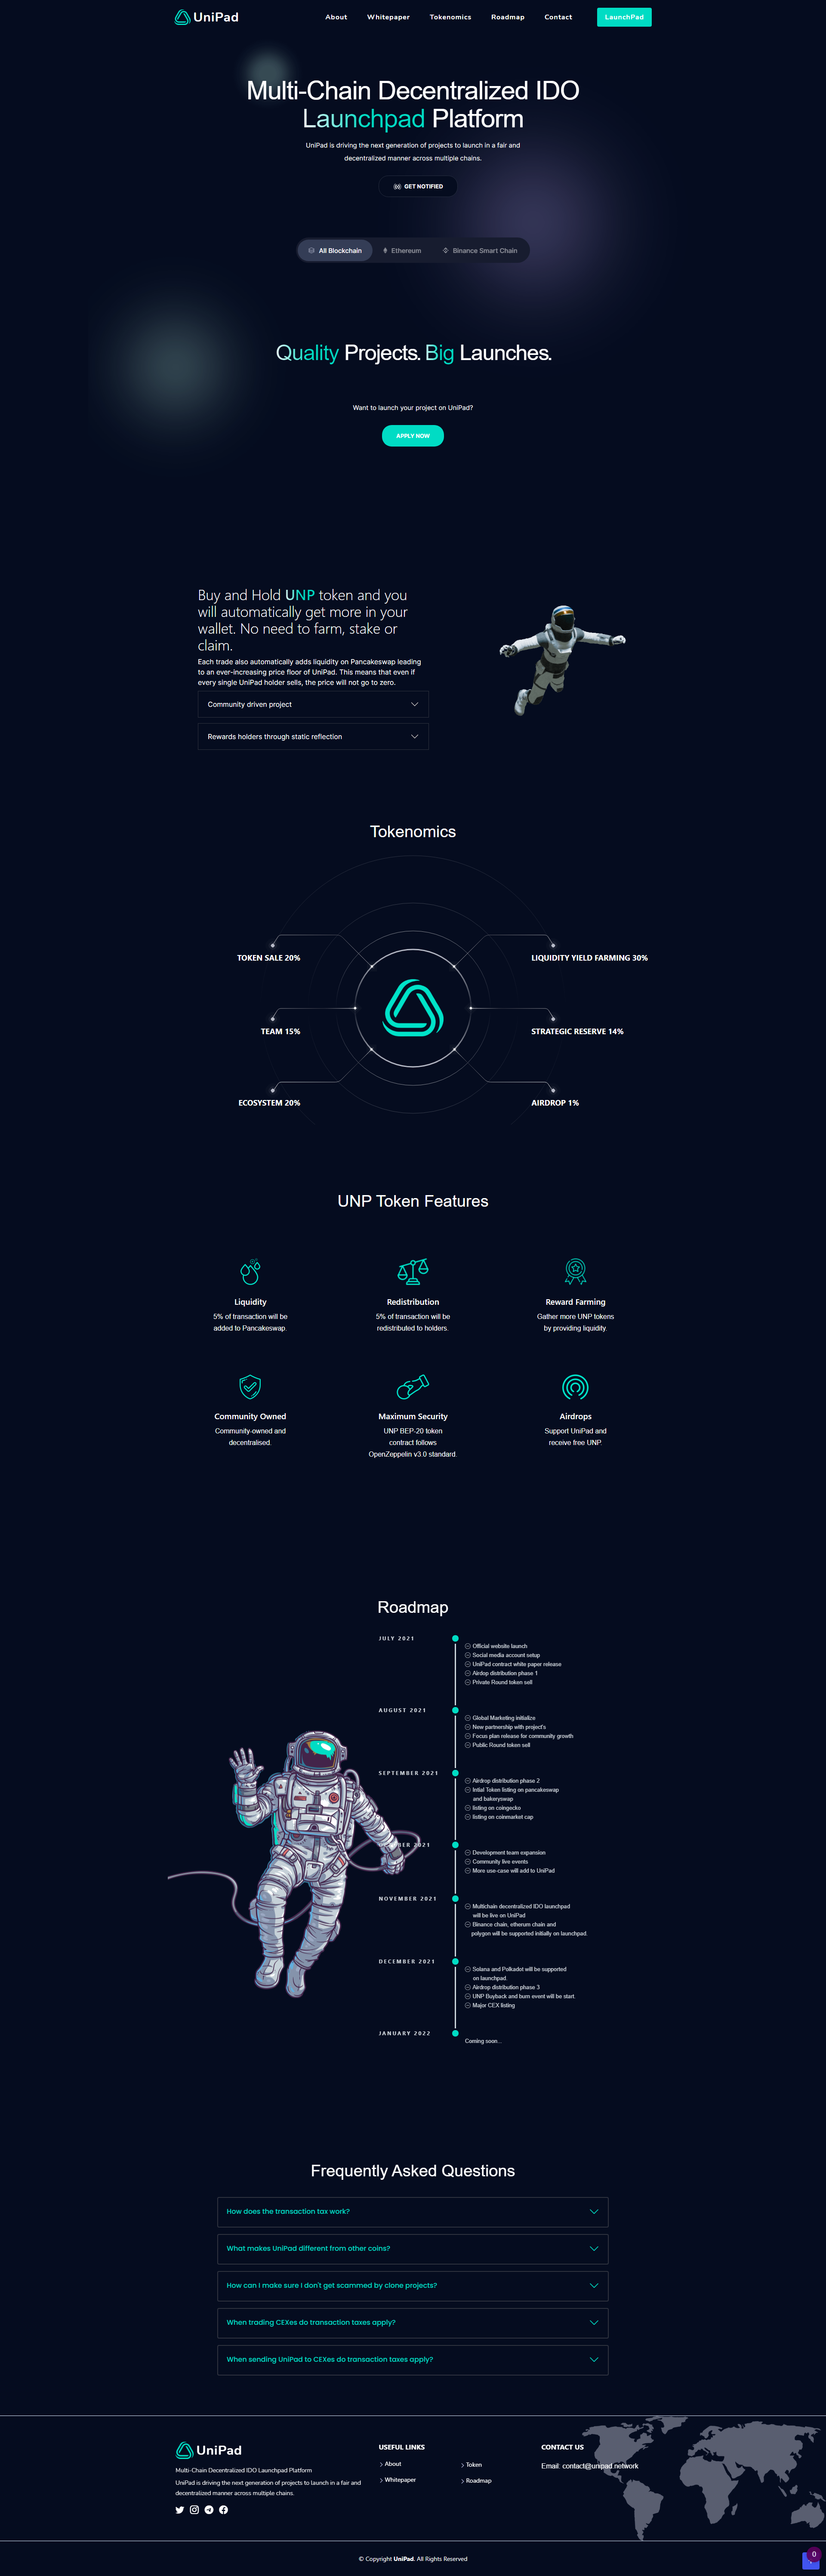 UniPad
About
Whitepaper
Tokenomics
Roadmap
Contact
LaunchPad
Multi-Chain Decentralized IDO
Launchpad Platform
UniPad is driving the next generation of projects to launch in a fair and
decentralized manner across multiple chains.
GET NOTIFIED
All Blockchain
Ethereum
Binance Smart Chain
Quality Projects. Big Launches.
Want to launch your project on UniPad?
APPLY NOW
Buy and Hold UNP token and you
will automatically get more in your
wallet. No need to farm, stake or
claim.
Each trade also automatically adds liquidity on Pancakeswap leading
to an ever-increasing price floor of UniPad. This means that even if
every single UniPad holder sells, the price will not go to zero.
Community driven project
Rewards holders through static reflection
Tokenomics
TOKEN SALE 20%
LIQUIDITY YIELD FARMING 30%
TEAM 15%
STRATEGIC RESERVE 14%
ECOSYSTEM 20%
AIRDROP 1%
UNP Token Features
Liquidity
5% of transaction will be
added to Pancakeswap.
Redistribution
5% of transaction will be
redistributed to holders.
Reward Farming
Gather more UNP tokens
by providing liquidity.
Community Owned
Community-owned and
decentralised.
Maximum Security
UNP BEP-20 token
contract follows
OpenZeppelin v3.0 standard.
Airdrops
Support UniPad and
receive free UNP.
Roadmap
JULY 2021
Official website launch
Social media account setup
UniPad contract white paper release
Airdop distribution phase 1
Private Round token sell
AUGUST 2021
Global Marketing initialize
New partnership with project's
Focus plan release for community growth
Public Round token sell
SEPTEMBER 2021
Airdrop distribution phase 2
Intial Token listing on pancakeswap
and bakeryswap
listing on coingecko
listing on coinmarket cap
2021
Development team expansion
Community live events
More use-case will add to UniPad
NOVEMBER 2021
Multichain decentralized IDO launchpad
will be live on UniPad
Binance chain, etherum chain and
polygon will be supported initially on launchpad.
DECEMBER 2021
Solana and Polkadot will be supported
on launchpad.
Airdrop distribution phase 3
UNP Buyback and burn event will be start.
Major CEX listing
JANUARY 2022
Coming soon...
Frequently Asked Questions
How does the transaction tax work?
What makes UniPad different from other coins?
How can I make sure I don't get scammed by clone projects?
When trading CEXes do transaction taxes apply?
When sending UniPad to CEXes do transaction taxes apply?
UniPad
Multi-Chain Decentralized IDO Launchpad Platform
UniPad is driving the next generation of projects to launch in a fair and
decentralized manner across multiple chains.
USEFUL LINKS
About
Whitepaper
Token
Roadmap
CONTACT US
Email: contact@unipad.network
© Copyright UniPad. All Rights Reserved
0